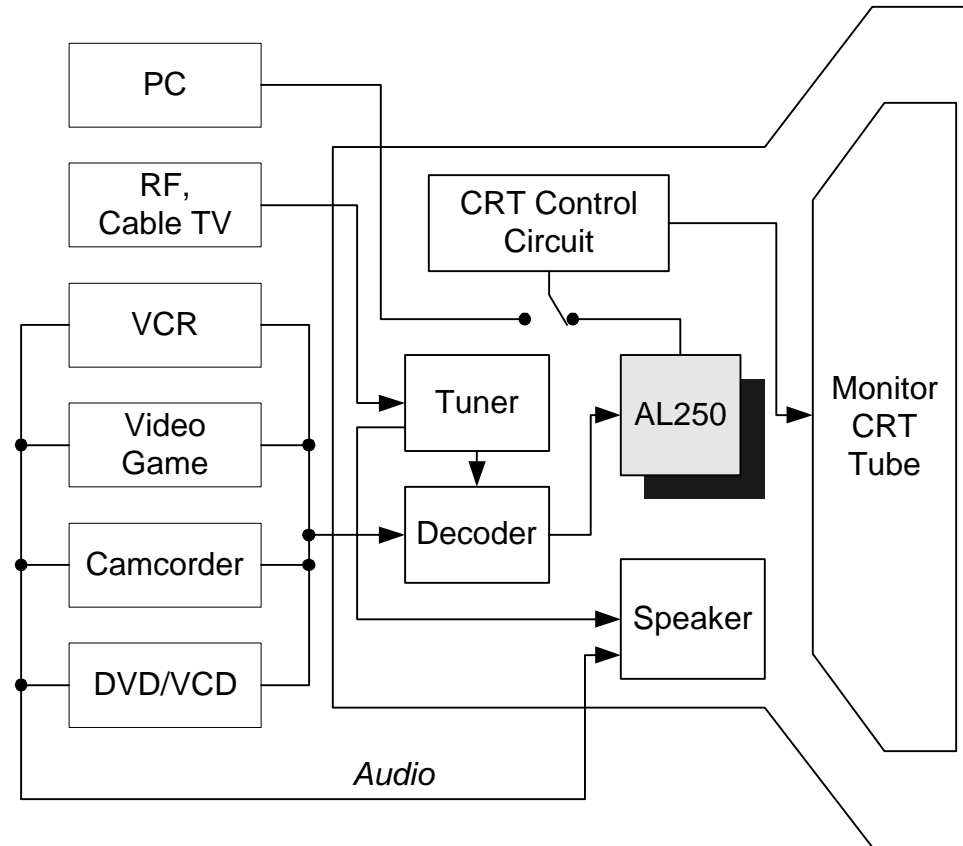 PC
RF,
Cable TV
VCR
Video
Game
Camcorder
DVD/VCD
Audio
CRT Control
Circuit
Tuner
Decoder
AL250
Speaker
Monitor
CRT
Tube